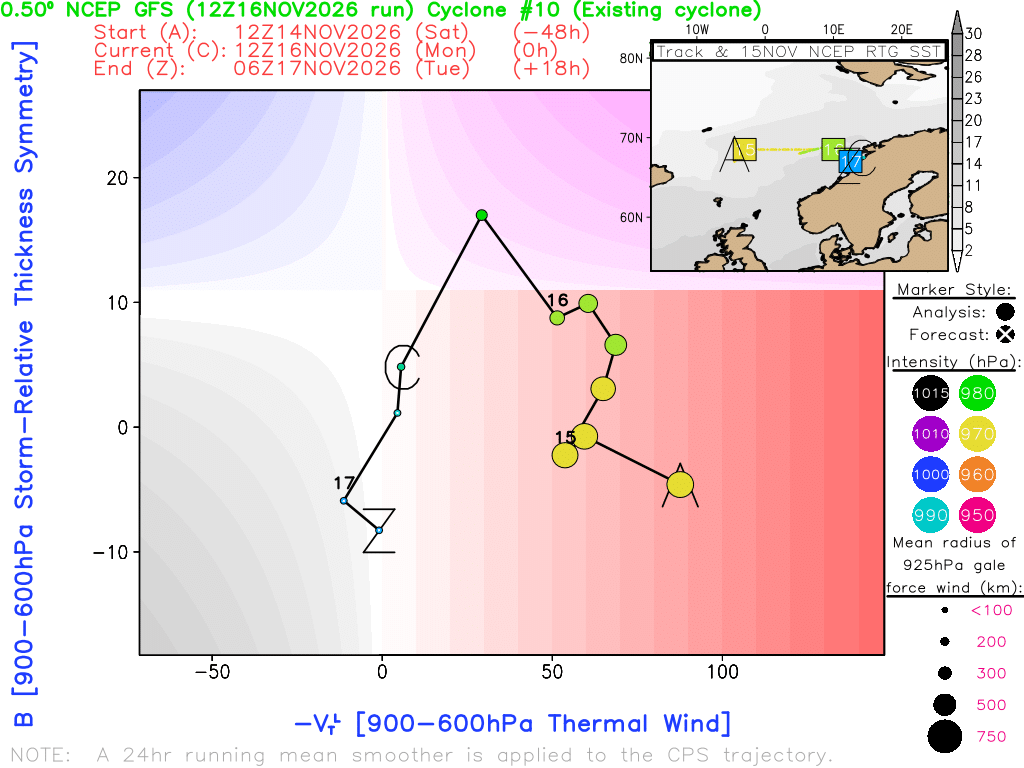 0.50° NCEP GFS (12Z16NOV2026 run) Cyclone #10 (Existing cyclone)
Start (A): 12Z14NOV2026 (Sat) (−48h)
Current (C): 12Z16NOV2026 (Mon) (0h)
End (Z): 06Z17NOV2026 (Tue) (+18h)
10W 0 10E 20E
Track & 15NOV NCEP RTG SST
80N
70N
60N
A 15 16 17 C Z
30
28
26
23
20
17
14
11
8
5
2
B [900−600hPa Storm−Relative Thickness Symmetry]
20
10
0
−10
16
C
15
A
17
Z
−50 0 50 100
−V_T^L [900−600hPa Thermal Wind]
Marker Style:
Analysis:
Forecast:
Intensity (hPa):
1015 980
1010 970
1000 960
990 950
Mean radius of
925hPa gale
force wind (km):
<100
200
300
500
750
NOTE: A 24hr running mean smoother is applied to the CPS trajectory.